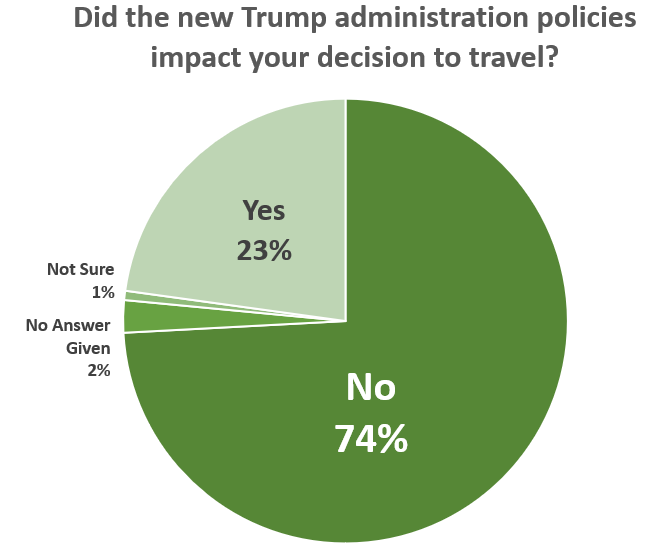 Did the new Trump administration policies
impact your decision to travel?
Yes
23%
Not Sure
1%
No Answer
Given
2%
No
74%